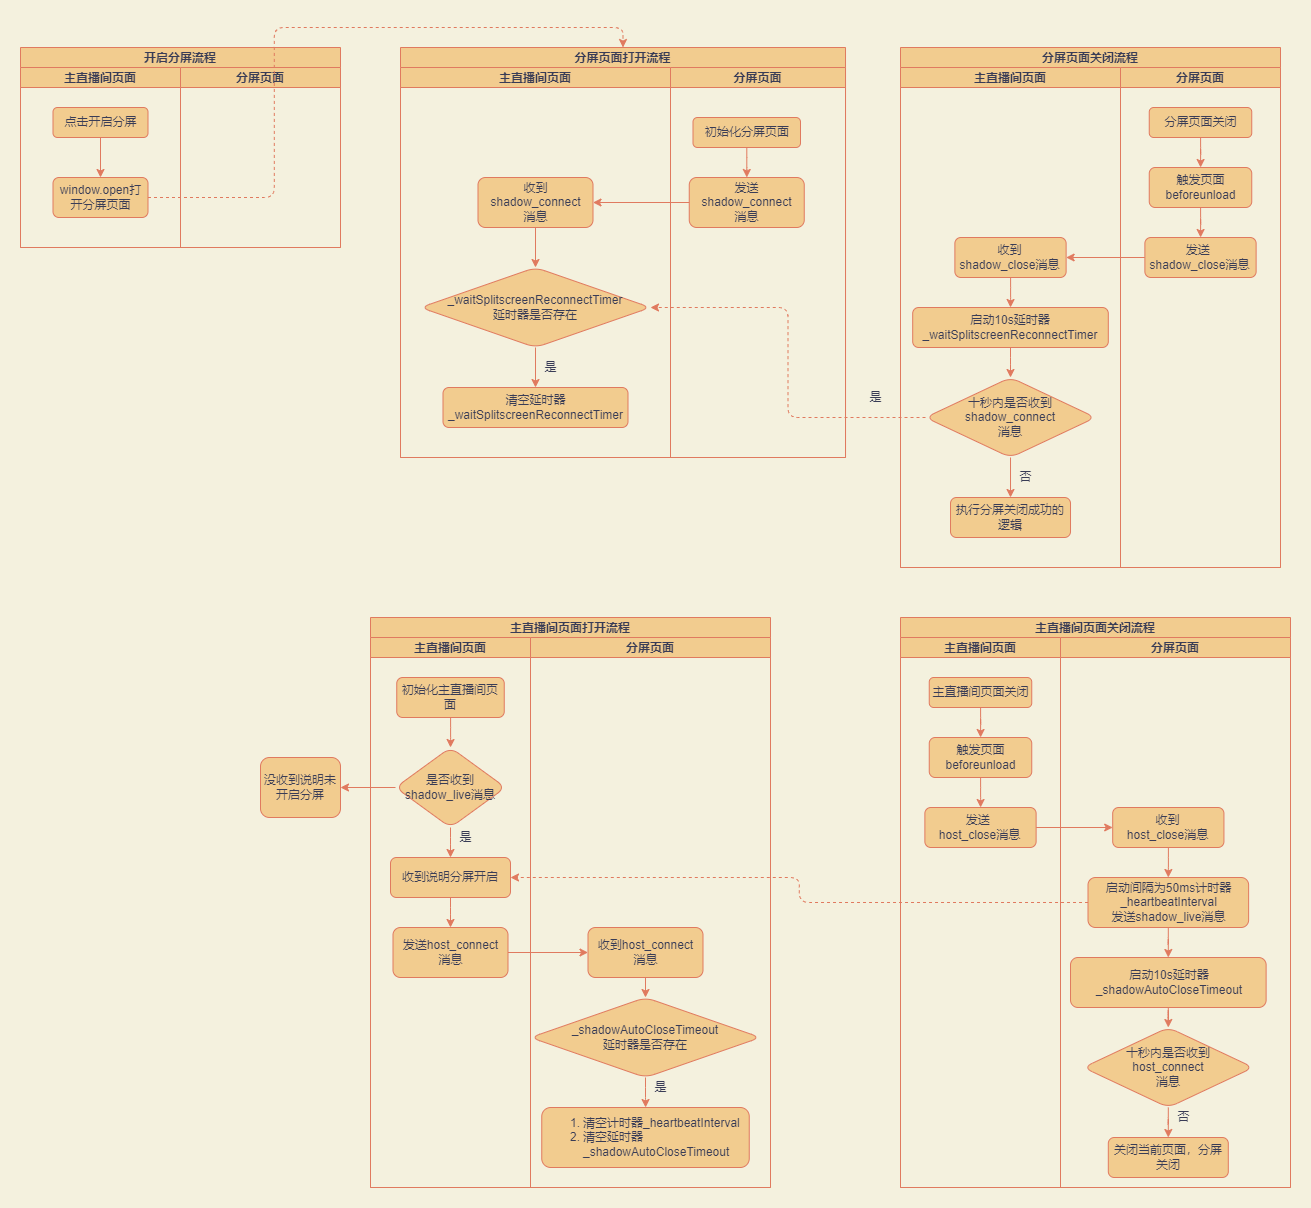 开启分屏流程
主直播间页面
分屏页面
点击开启分屏
window.open打
开分屏页面
分屏页面打开流程
主直播间页面
分屏页面
初始化分屏页面
发送
shadow_connect
消息
收到
shadow_connect
消息
_waitSplitscreenReconnectTimer
延时器是否存在
是
清空延时器
_waitSplitscreenReconnectTimer
分屏页面关闭流程
主直播间页面
分屏页面
分屏页面关闭
触发页面
beforeunload
发送
shadow_close消息
收到
shadow_close消息
启动10s延时器
_waitSplitscreenReconnectTimer
十秒内是否收到
shadow_connect
消息
是
否
执行分屏关闭成功的
逻辑
主直播间页面打开流程
主直播间页面
分屏页面
初始化主直播间页
面
是否收到
shadow_live消息
没收到说明未
开启分屏
是
收到说明分屏开启
发送host_connect
消息
收到host_connect
消息
_shadowAutoCloseTimeout
延时器是否存在
是
1. 清空计时器_heartbeatInterval
2. 清空延时器
_shadowAutoCloseTimeout
主直播间页面关闭流程
主直播间页面
分屏页面
主直播间页面关闭
触发页面
beforeunload
发送
host_close消息
收到
host_close消息
启动间隔为50ms计时器
_heartbeatInterval
发送shadow_live消息
启动10s延时器
_shadowAutoCloseTimeout
十秒内是否收到
host_connect
消息
否
关闭当前页面，分屏
关闭